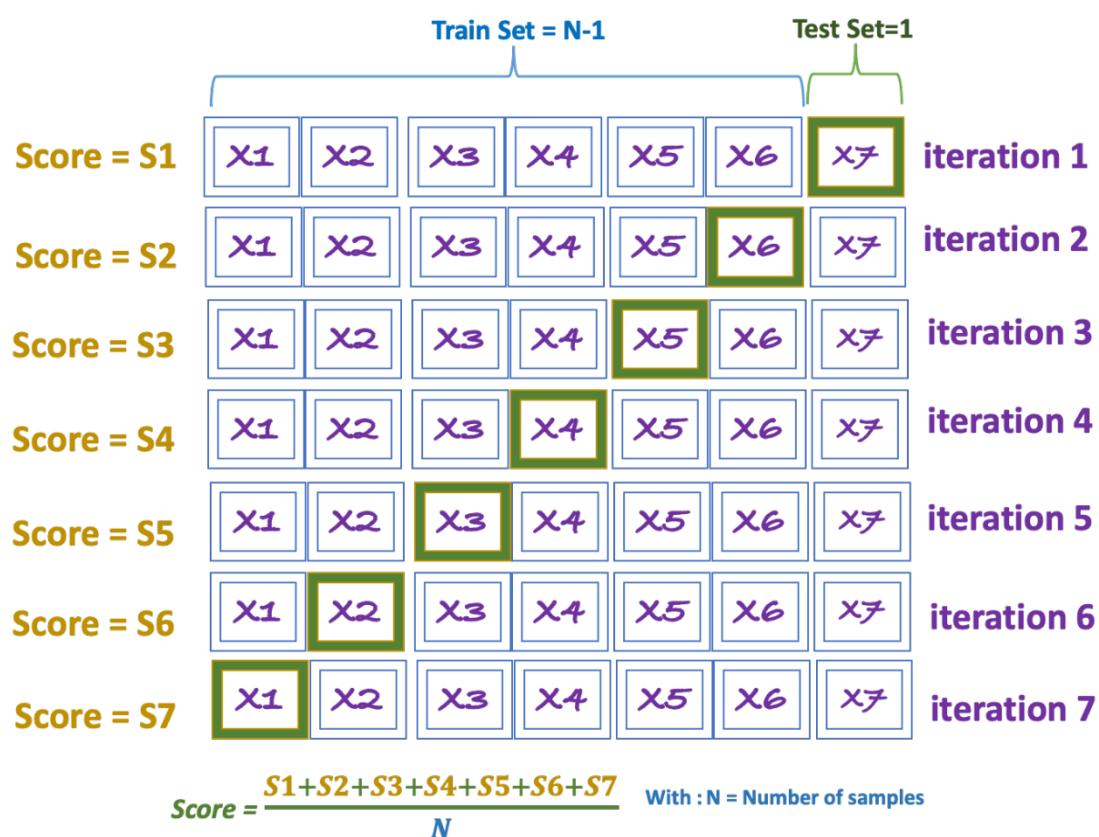 Train Set = N-1 Test Set=1
Score = S1 X1 X2 X3 X4 X5 X6 X7 iteration 1
Score = S2 X1 X2 X3 X4 X5 X6 X7 iteration 2
Score = S3 X1 X2 X3 X4 X5 X6 X7 iteration 3
Score = S4 X1 X2 X3 X4 X5 X6 X7 iteration 4
Score = S5 X1 X2 X3 X4 X5 X6 X7 iteration 5
Score = S6 X1 X2 X3 X4 X5 X6 X7 iteration 6
Score = S7 X1 X2 X3 X4 X5 X6 X7 iteration 7
S1+S2+S3+S4+S5+S6+S7
Score = With : N = Number of samples
N